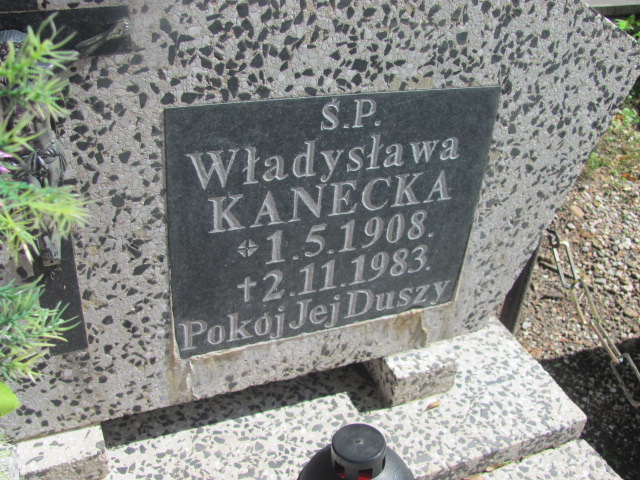 Ś.P.
Władysława
KANECKA
1.5.1908.
†2.11.1983.
Pokój Jej Duszy